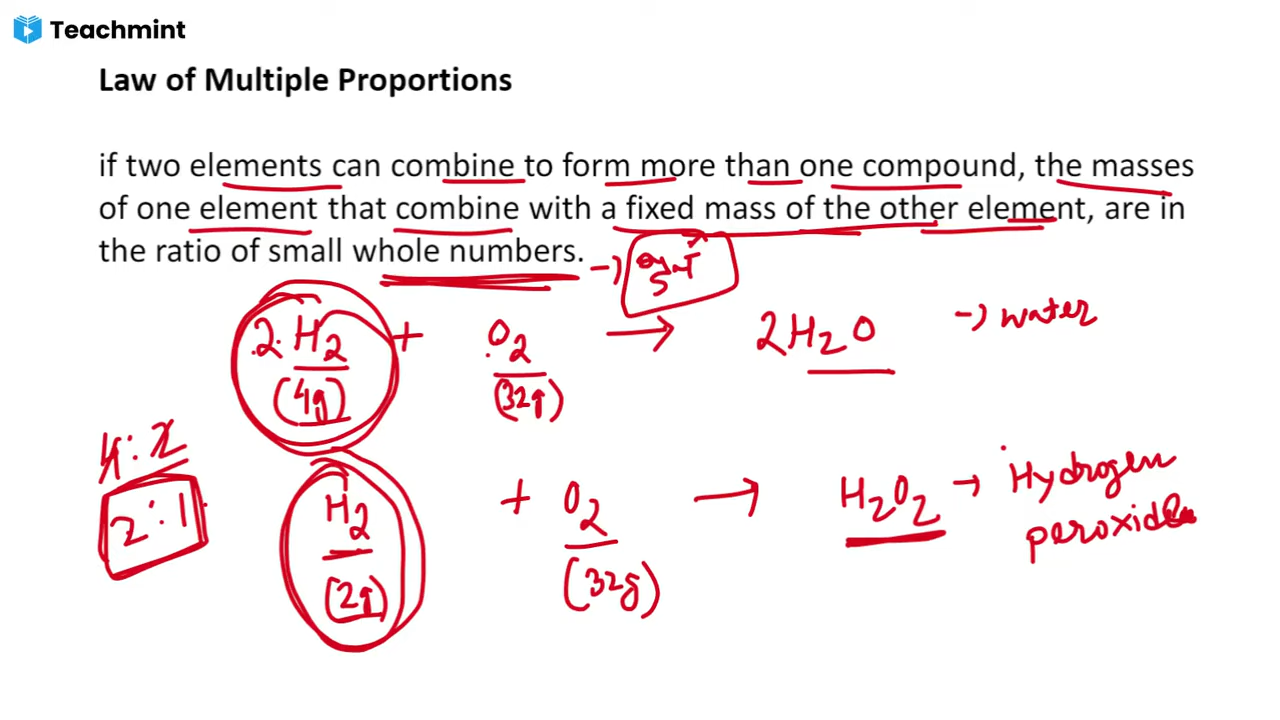 Teachmint
Law of Multiple Proportions
if two elements can combine to form more than one compound, the masses
of one element that combine with a fixed mass of the other element, are in
the ratio of small whole numbers.
2 H₂ + O₂ → 2H₂O → water
(4g) (32g)
4:2
2:1
H₂ + O₂ → H₂O₂ → Hydrogen
peroxide
(2g) (32g)